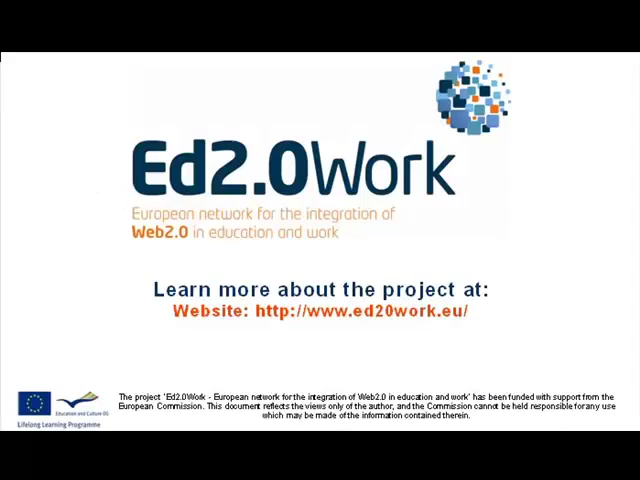 Ed2.0Work
European network for the integration of
Web2.0 in education and work
Learn more about the project at:
Website: http://www.ed20work.eu/
Education and Culture DG
Lifelong Learning Programme
The project 'Ed2.0Work - European network for the integration of Web2.0 in education and work' has been funded with support from the
European Commission. This document reflects the views only of the author, and the Commission cannot be held responsible for any use
which may be made of the information contained therein.